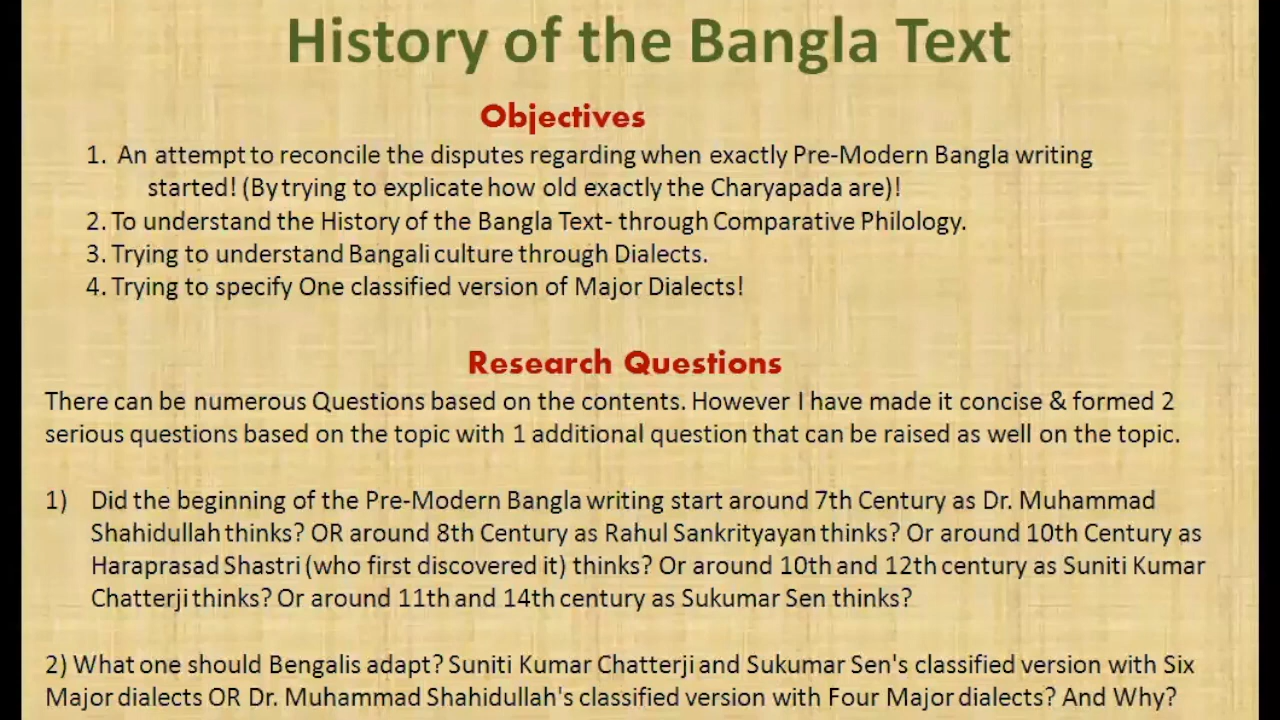 History of the Bangla Text
Objectives
1. An attempt to reconcile the disputes regarding when exactly Pre-Modern Bangla writing
started! (By trying to explicate how old exactly the Charyapada are)!
2. To understand the History of the Bangla Text- through Comparative Philology.
3. Trying to understand Bangali culture through Dialects.
4. Trying to specify One classified version of Major Dialects!
Research Questions
There can be numerous Questions based on the contents. However I have made it concise & formed 2
serious questions based on the topic with 1 additional question that can be raised as well on the topic.
1) Did the beginning of the Pre-Modern Bangla writing start around 7th Century as Dr. Muhammad
Shahidullah thinks? OR around 8th Century as Rahul Sankrityayan thinks? Or around 10th Century as
Haraprasad Shastri (who first discovered it) thinks? Or around 10th and 12th century as Suniti Kumar
Chatterji thinks? Or around 11th and 14th century as Sukumar Sen thinks?
2) What one should Bengalis adapt? Suniti Kumar Chatterji and Sukumar Sen's classified version with Six
Major dialects OR Dr. Muhammad Shahidullah's classified version with Four Major dialects? And Why?